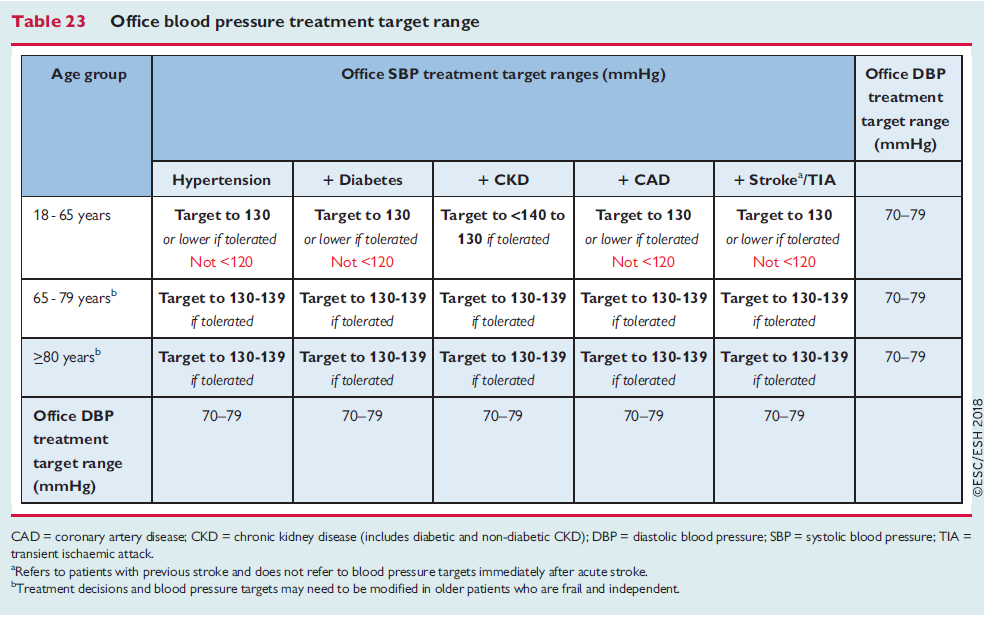 Table 23 Office blood pressure treatment target range
Age group
Office SBP treatment target ranges (mmHg)
Office DBP
treatment
target range
(mmHg)
Hypertension
+ Diabetes
+ CKD
+ CAD
+ Strokeᵃ/TIA
18 - 65 years
Target to 130
or lower if tolerated
Not <120
Target to 130
or lower if tolerated
Not <120
Target to <140 to
130 if tolerated
Target to 130
or lower if tolerated
Not <120
Target to 130
or lower if tolerated
Not <120
70–79
65 - 79 yearsᵇ
Target to 130-139
if tolerated
Target to 130-139
if tolerated
Target to 130-139
if tolerated
Target to 130-139
if tolerated
Target to 130-139
if tolerated
70–79
≥80 yearsᵇ
Target to 130-139
if tolerated
Target to 130-139
if tolerated
Target to 130-139
if tolerated
Target to 130-139
if tolerated
Target to 130-139
if tolerated
70–79
Office DBP
treatment
target range
(mmHg)
70–79
70–79
70–79
70–79
70–79
©ESC/ESH 2018
CAD = coronary artery disease; CKD = chronic kidney disease (includes diabetic and non-diabetic CKD); DBP = diastolic blood pressure; SBP = systolic blood pressure; TIA =
transient ischaemic attack.
ᵃRefers to patients with previous stroke and does not refer to blood pressure targets immediately after acute stroke.
ᵇTreatment decisions and blood pressure targets may need to be modified in older patients who are frail and independent.